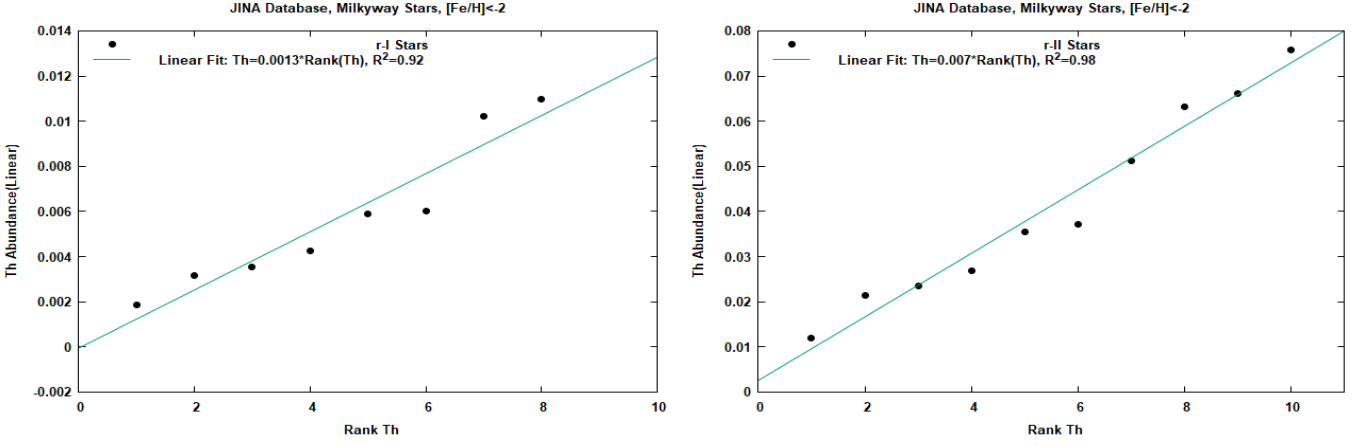 JINA Database, Milkyway Stars, [Fe/H]<-2
0.014
0.012
0.01
0.008
0.006
0.004
0.002
0
-0.002
Th Abundance(Linear)
r-I Stars
Linear Fit: Th=0.0013*Rank(Th), R²=0.92
0 2 4 6 8 10
Rank Th
JINA Database, Milkyway Stars, [Fe/H]<-2
0.08
0.07
0.06
0.05
0.04
0.03
0.02
0.01
0
Th Abundance(Linear)
r-II Stars
Linear Fit: Th=0.007*Rank(Th), R²=0.98
0 2 4 6 8 10
Rank Th